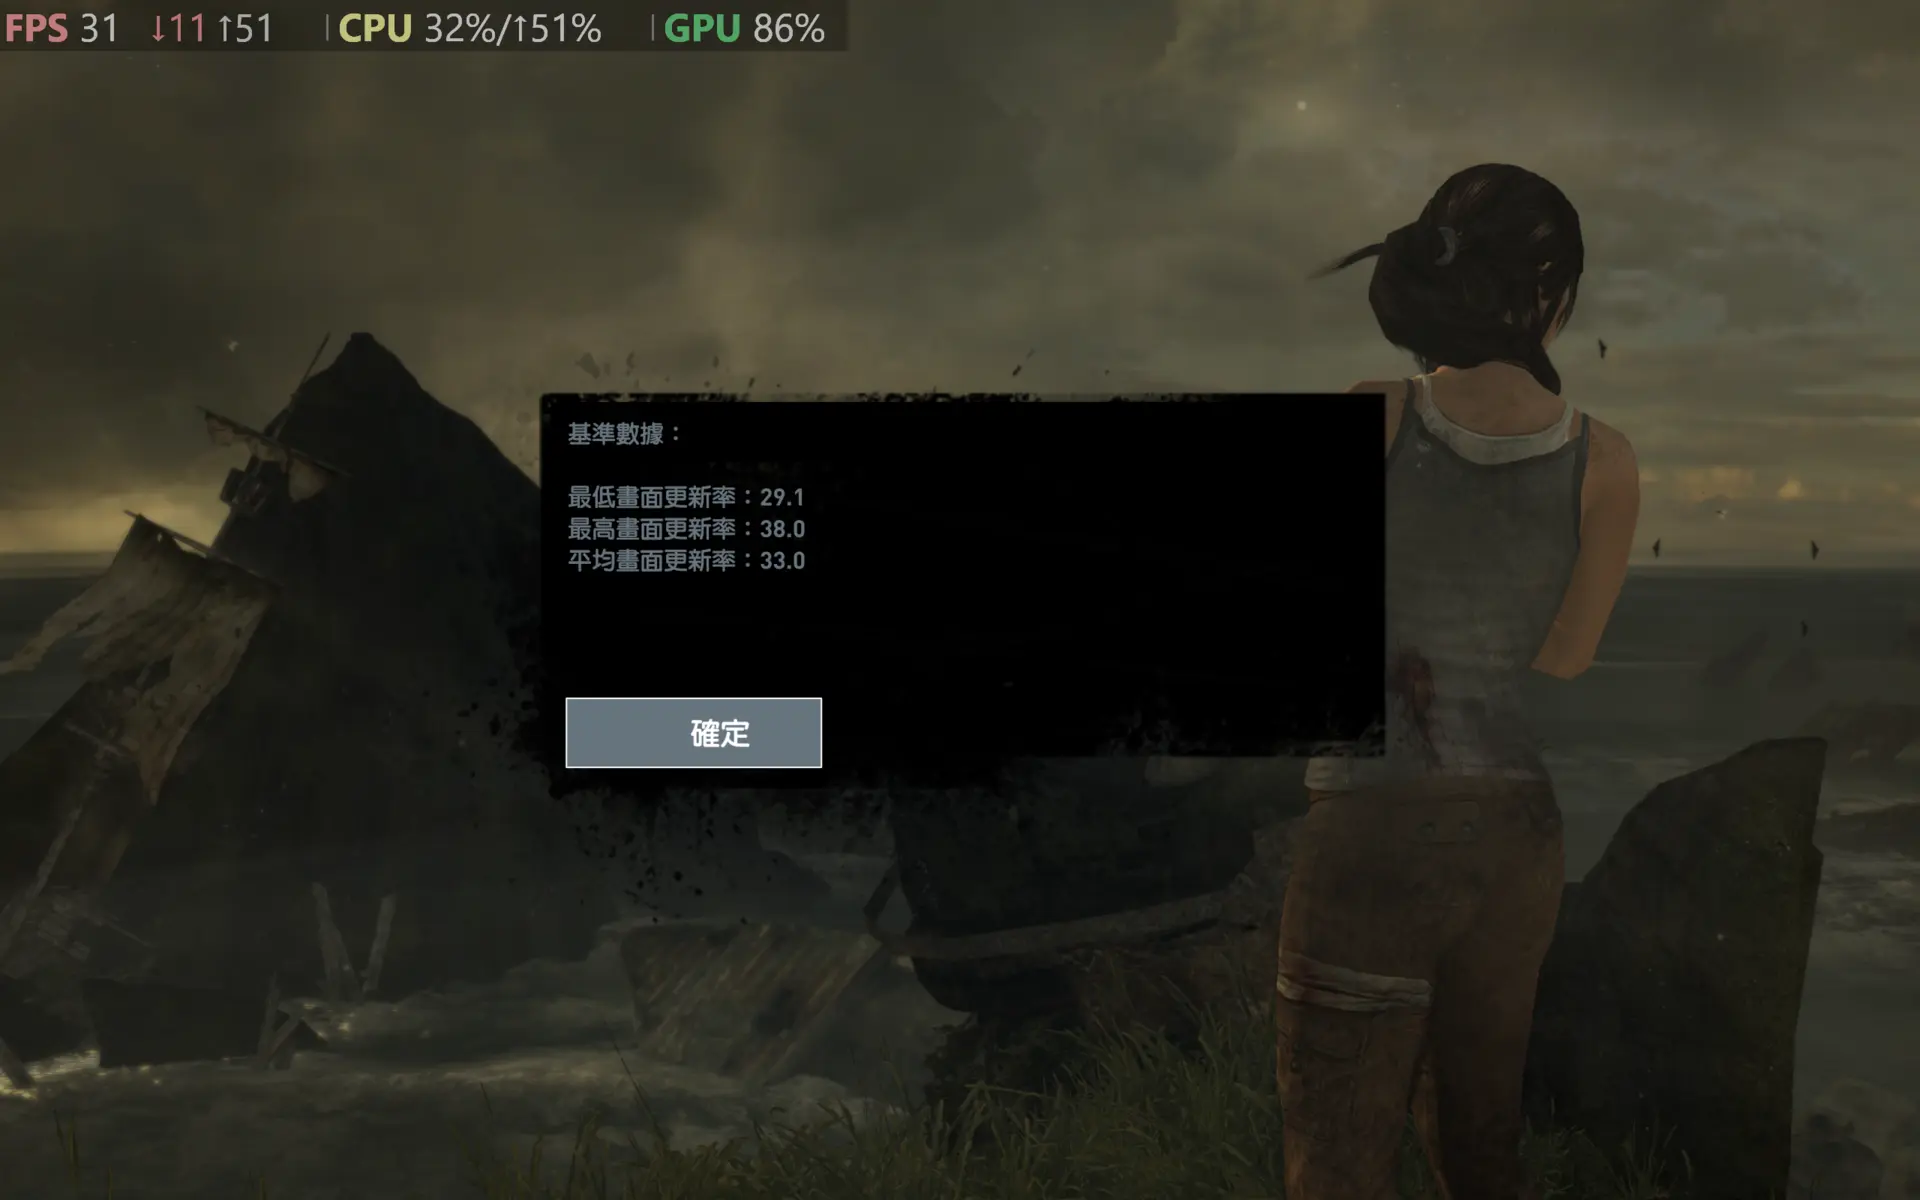 FPS 31 ↓11 ↑51 | CPU 32%/↑51% | GPU 86%
基準數據：
最低畫面更新率：29.1
最高畫面更新率：38.0
平均畫面更新率：33.0
確定